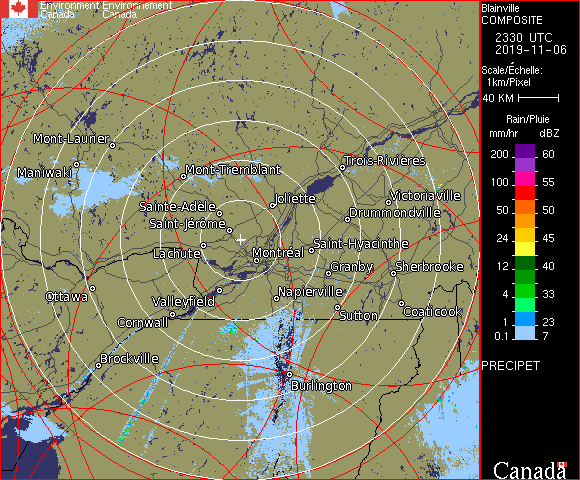 Environment Environnement
Canada Canada
Blainville
COMPOSITE
2330 UTC
2019-11-06
Scale/Échelle:
1km/Pixel
40 KM
Rain/Pluie
mm/hr dBZ
200 60
100 55
50 50
24 45
12 40
4 33
1 23
0.1 7
PRECIPET
Mont-Laurier
Maniwaki
Mont-Tremblant
Trois-Rivières
Joliette
Victoriaville
Sainte-Adele
Drummondville
Saint-Jérôme
Saint-Hyacinthe
Lachute
Montréal
Granby
Sherbrooke
Ottawa
Valleyfield
Napierville
Coaticook
Cornwall
Sutton
Brockville
Burlington
Canada